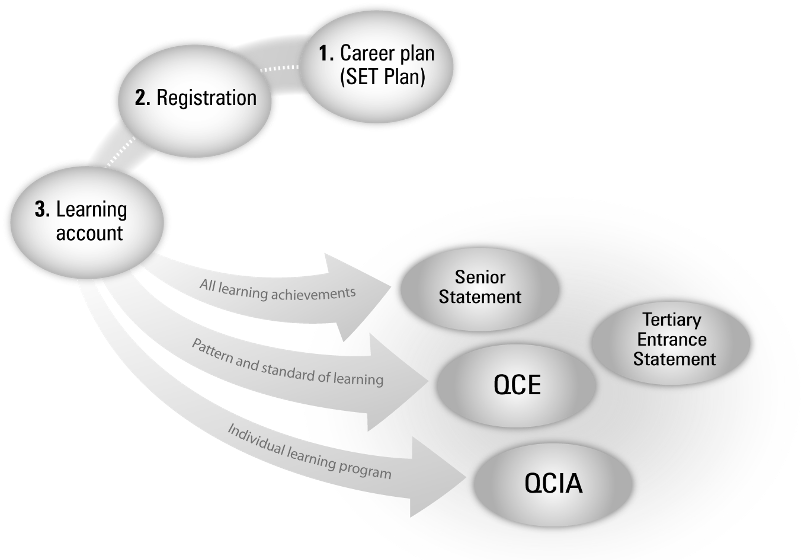 1. Career plan
(SET Plan)
2. Registration
3. Learning
account
All learning achievements
Senior
Statement
Tertiary
Entrance
Statement
Pattern and standard of learning
QCE
Individual learning program
QCIA